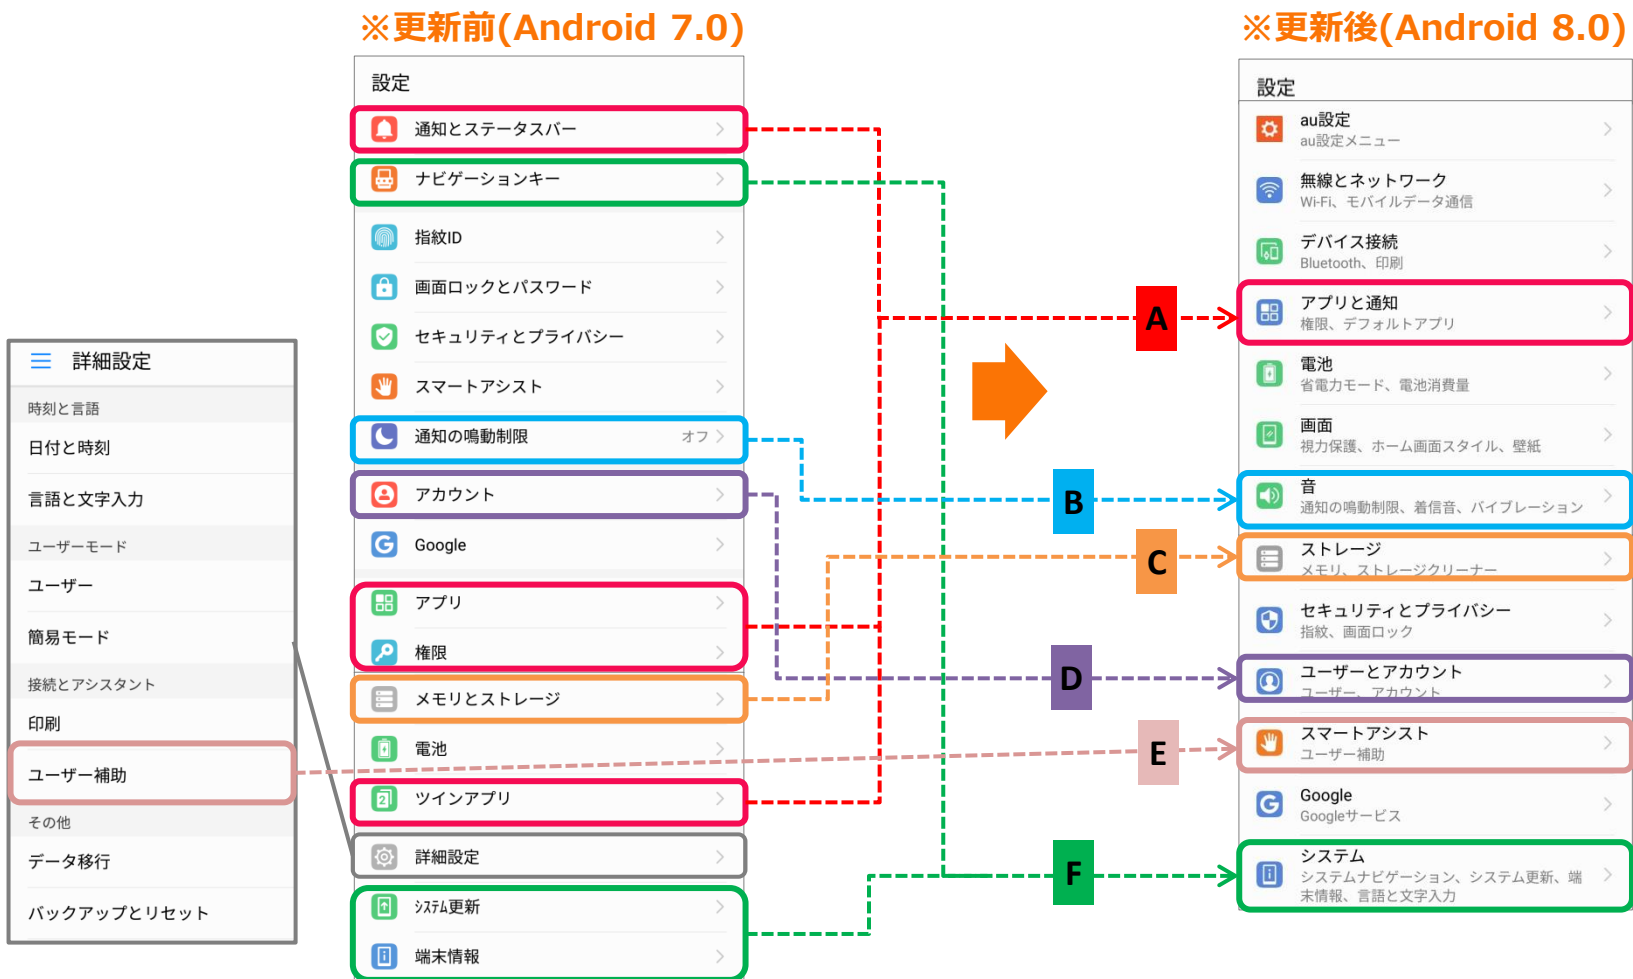 ※更新前(Android 7.0)
※更新後(Android 8.0)
詳細設定
時刻と言語
日付と時刻
言語と文字入力
ユーザーモード
ユーザー
簡易モード
接続とアシスタント
印刷
ユーザー補助
その他
データ移行
バックアップとリセット
設定
通知とステータスバー
ナビゲーションキー
指紋ID
画面ロックとパスワード
セキュリティとプライバシー
スマートアシスト
通知の鳴動制限 オフ
アカウント
Google
アプリ
権限
メモリとストレージ
電池
ツインアプリ
詳細設定
システム更新
端末情報
A
B
C
D
E
F
設定
au設定
au設定メニュー
無線とネットワーク
Wi-Fi、モバイルデータ通信
デバイス接続
Bluetooth、印刷
アプリと通知
権限、デフォルトアプリ
電池
省電力モード、電池消費量
画面
視力保護、ホーム画面スタイル、壁紙
音
通知の鳴動制限、着信音、バイブレーション
ストレージ
メモリ、ストレージクリーナー
セキュリティとプライバシー
指紋、画面ロック
ユーザーとアカウント
ユーザー、アカウント
スマートアシスト
ユーザー補助
Google
Googleサービス
システム
システムナビゲーション、システム更新、端
末情報、言語と文字入力